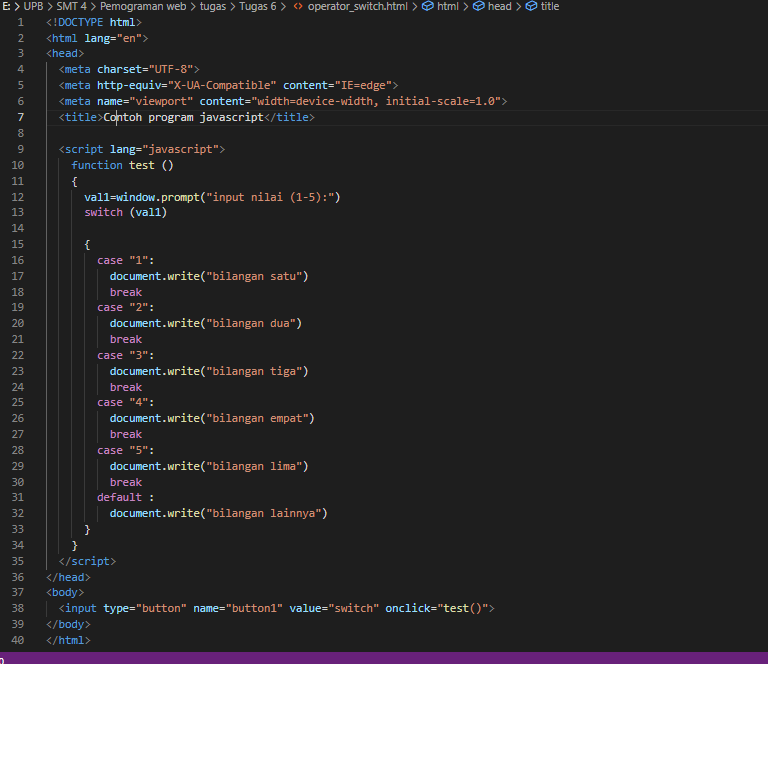 E: > UPB > SMT 4 > Pemograman web > tugas > Tugas 6 > <> operator_switch.html > html > head > title
1 <!DOCTYPE html>
2 <html lang="en">
3 <head>
4 <meta charset="UTF-8">
5 <meta http-equiv="X-UA-Compatible" content="IE=edge">
6 <meta name="viewport" content="width=device-width, initial-scale=1.0">
7 <title>Contoh program javascript</title>
8
9 <script lang="javascript">
10 function test ()
11 {
12 val1=window.prompt("input nilai (1-5):")
13 switch (val1)
14
15 {
16 case "1":
17 document.write("bilangan satu")
18 break
19 case "2":
20 document.write("bilangan dua")
21 break
22 case "3":
23 document.write("bilangan tiga")
24 break
25 case "4":
26 document.write("bilangan empat")
27 break
28 case "5":
29 document.write("bilangan lima")
30 break
31 default :
32 document.write("bilangan lainnya")
33 }
34 }
35 </script>
36 </head>
37 <body>
38 <input type="button" name="button1" value="switch" onclick="test()">
39 </body>
40 </html>